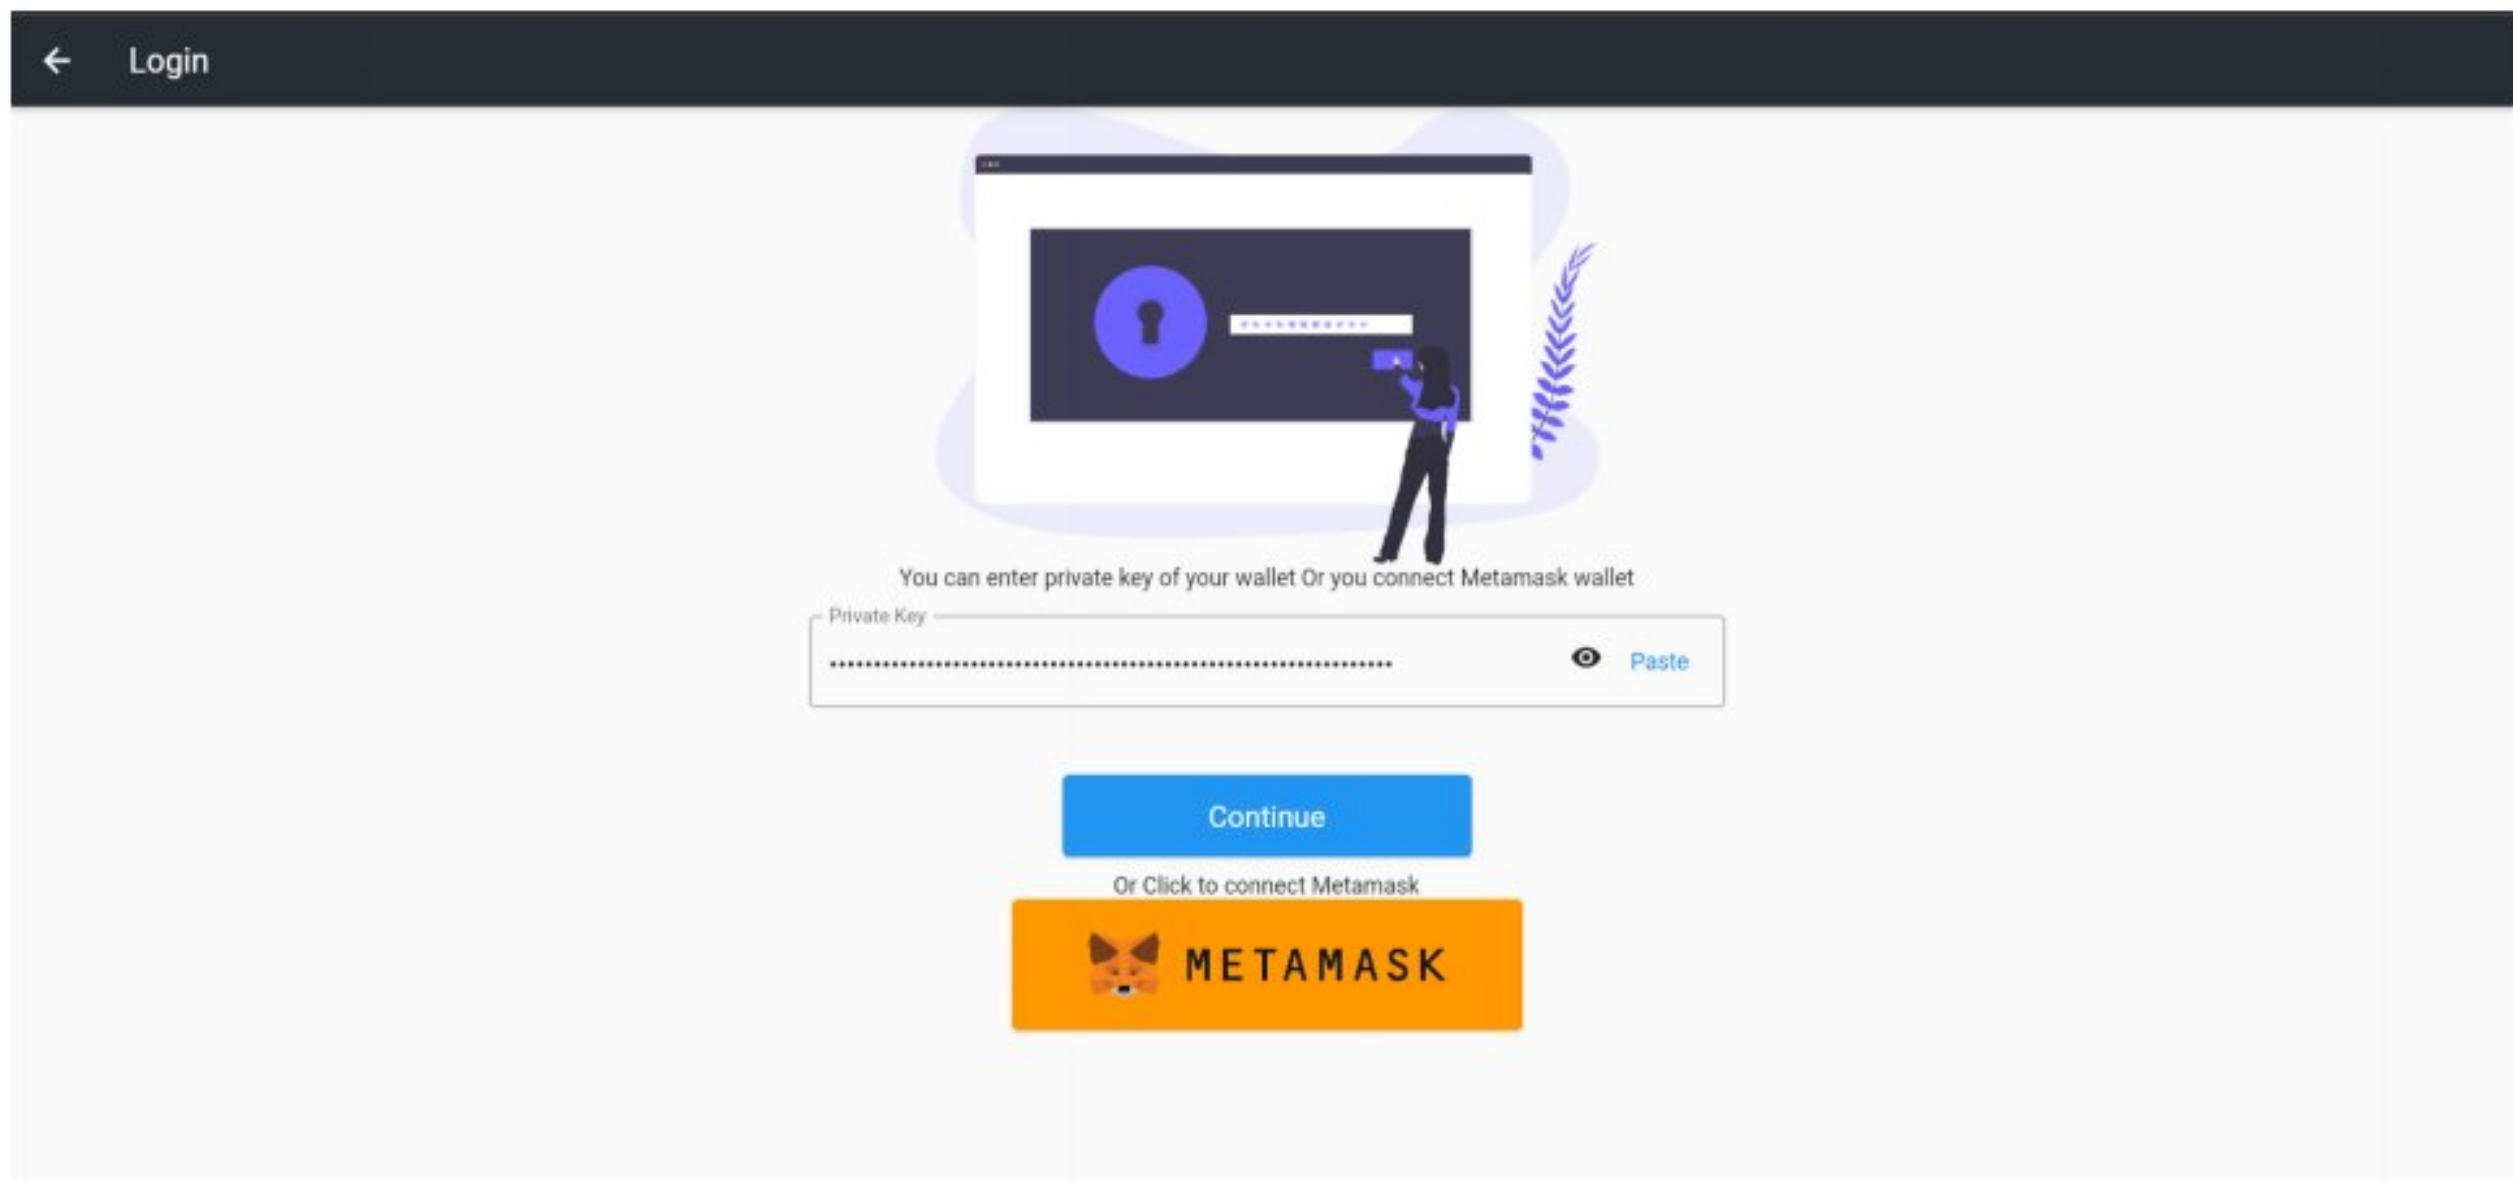 Login
You can enter private key of your wallet Or you connect Metamask wallet
Private Key
Paste
Continue
Or Click to connect Metamask
METAMASK